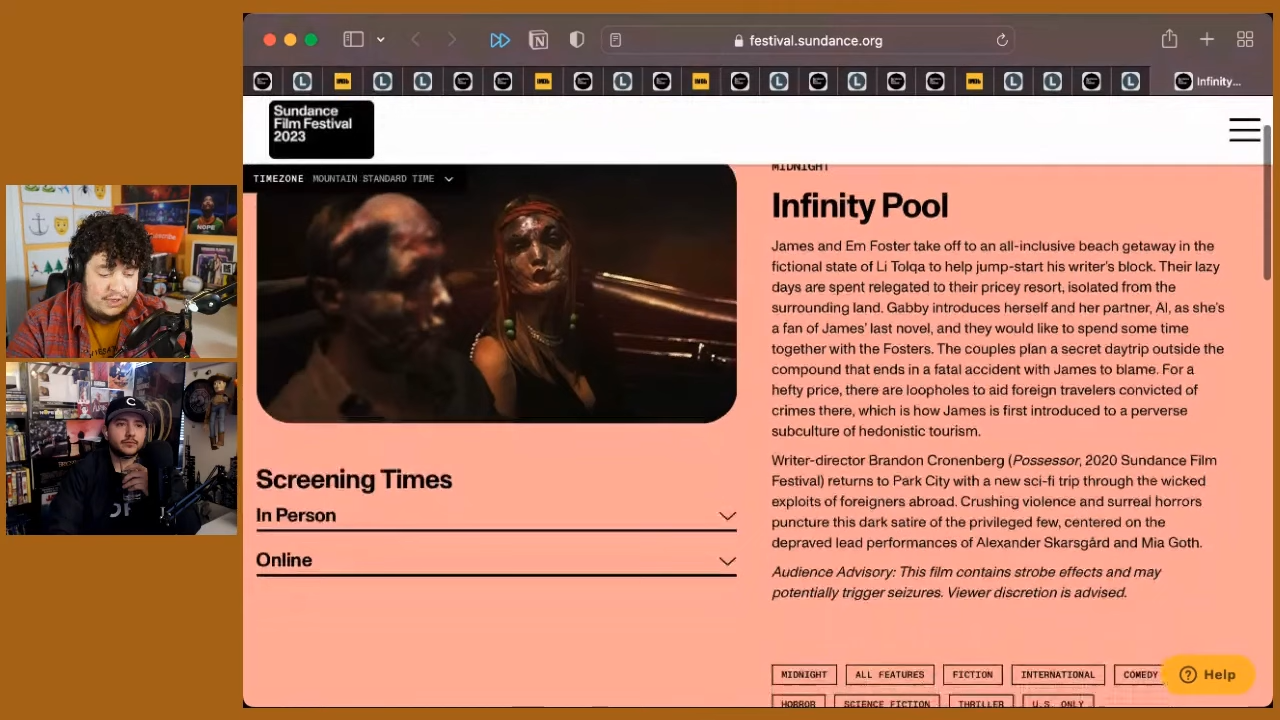 festival.sundance.org
Infinity...
Sundance
Film Festival
2023
TIMEZONE MOUNTAIN STANDARD TIME
MIDNIGHT
Infinity Pool
James and Em Foster take off to an all-inclusive beach getaway in the
fictional state of Li Tolqa to help jump-start his writer's block. Their lazy
days are spent relegated to their pricey resort, isolated from the
surrounding land. Gabby introduces herself and her partner, Al, as she's
a fan of James' last novel, and they would like to spend some time
together with the Fosters. The couples plan a secret daytrip outside the
compound that ends in a fatal accident with James to blame. For a
hefty price, there are loopholes to aid foreign travelers convicted of
crimes there, which is how James is first introduced to a perverse
subculture of hedonistic tourism.
Writer-director Brandon Cronenberg (Possessor, 2020 Sundance Film
Festival) returns to Park City with a new sci-fi trip through the wicked
exploits of foreigners abroad. Crushing violence and surreal horrors
puncture this dark satire of the privileged few, centered on the
depraved lead performances of Alexander Skarsgård and Mia Goth.
Audience Advisory: This film contains strobe effects and may
potentially trigger seizures. Viewer discretion is advised.
Screening Times
In Person
Online
MIDNIGHT ALL FEATURES FICTION INTERNATIONAL COMEDY
HORROR SCIENCE FICTION THRILLER U.S. ONLY
Help
NOPE